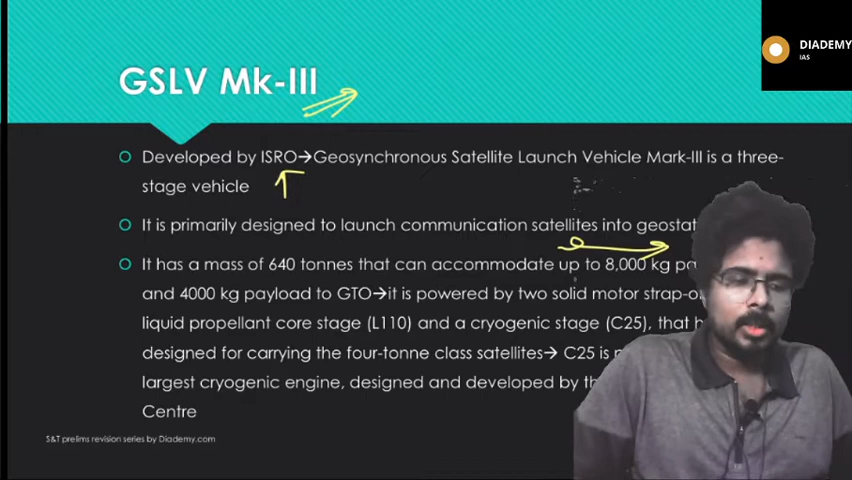 DIADEMY
IAS
GSLV Mk-III
Developed by ISRO→Geosynchronous Satellite Launch Vehicle Mark-III is a three-
stage vehicle
It is primarily designed to launch communication satellites into
It has a mass of 640 tonnes that can accommodate up to 8,000 kg
and 4000 kg payload to GTO→it is powered by two solid motor
liquid propellant core stage (L110) and a cryogenic stage (C25), that
designed for carrying the four-tonne class satellites→ C25 is
largest cryogenic engine, designed and developed by
Centre
S&T prelims revision series by Diademy.com